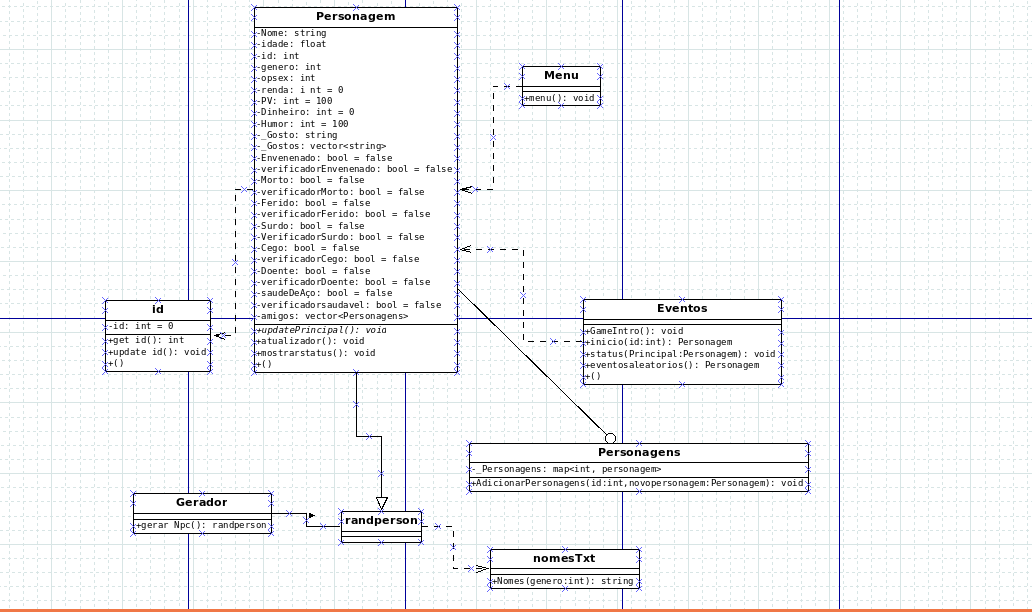 Personagem
-Nome: string
-idade: float
-id: int
-genero: int
-opsex: int
-renda: i nt = 0
-PV: int = 100
-Dinheiro: int = 0
-Humor: int = 100
-_Gosto: string
-_Gostos: vector<string>
-Envenenado: bool = false
-verificadorEnvenenado: bool = false
-Morto: bool = false
-verificadorMorto: bool = false
-Ferido: bool = false
-verificadorFerido: bool = false
-Surdo: bool = false
-VerificadorSurdo: bool = false
-Cego: bool = false
-verificadorCego: bool = false
-Doente: bool = false
-verificadorDoente: bool = false
-saudeDeAço: bool = false
-verificadorsaudavel: bool = false
-amigos: vector<Personagens>
+updatePrincipal(): void
+atualizador(): void
+mostrarstatus(): void
+()
Menu
+menu(): void
id
-id: int = 0
+get id(): int
+update id(): void
+()
Eventos
+GameIntro(): void
+inicio(id:int): Personagem
+status(Principal:Personagem): void
+eventosaleatorios(): Personagem
+()
Personagens
-_Personagens: map<int, personagem>
+AdicionarPersonagens(id:int,novopersonagem:Personagem): void
Gerador
+gerar Npc(): randperson
randperson
nomesTxt
+Nomes(genero:int): string